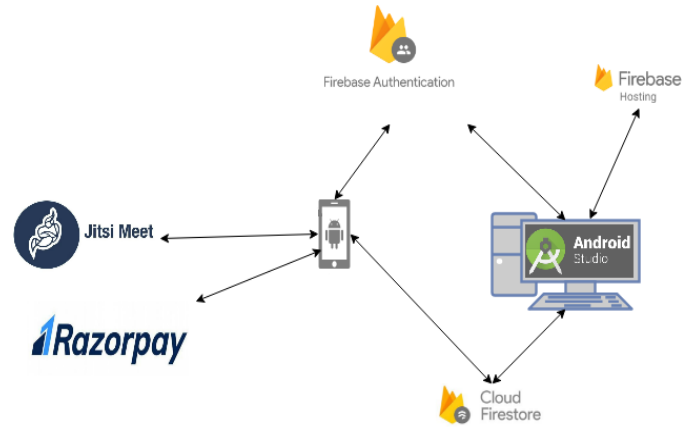 Firebase Authentication
Firebase
Hosting
Jitsi Meet
Android
Studio
Razorpay
Cloud
Firestore